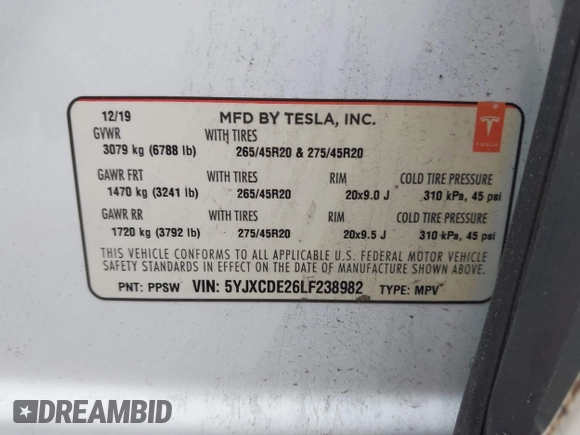 12/19 MFD BY TESLA, INC.
GVWR WITH TIRES
3079 kg (6788 lb) 265/45R20 & 275/45R20
TESLA
GAWR FRT WITH TIRES RIM COLD TIRE PRESSURE
1470 kg (3241 lb) 265/45R20 20x9.0 J 310 kPa, 45 psi
GAWR RR WITH TIRES RIM COLD TIRE PRESSURE
1720 kg (3792 lb) 275/45R20 20x9.5 J 310 kPa, 45 psi
THIS VEHICLE CONFORMS TO ALL APPLICABLE U.S. FEDERAL MOTOR VEHICLE
SAFETY STANDARDS IN EFFECT ON THE DATE OF MANUFACTURE SHOWN ABOVE.
PNT: PPSW VIN: 5YJXCDE26LF238982 TYPE: MPV
DREAMBID